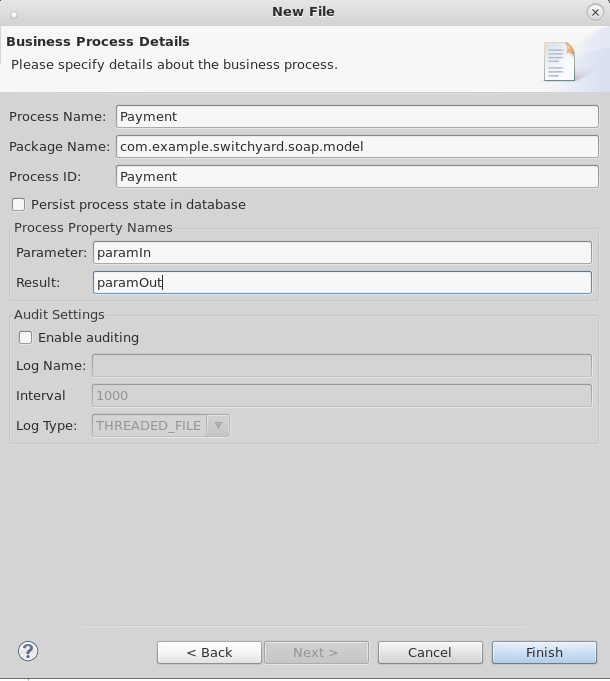 New File
Business Process Details
Please specify details about the business process.
Process Name: Payment
Package Name: com.example.switchyard.soap.model
Process ID: Payment
Persist process state in database
Process Property Names
Parameter: paramIn
Result: paramOut
Audit Settings
Enable auditing
Log Name:
Interval 1000
Log Type: THREADED_FILE
? < Back Next > Cancel Finish